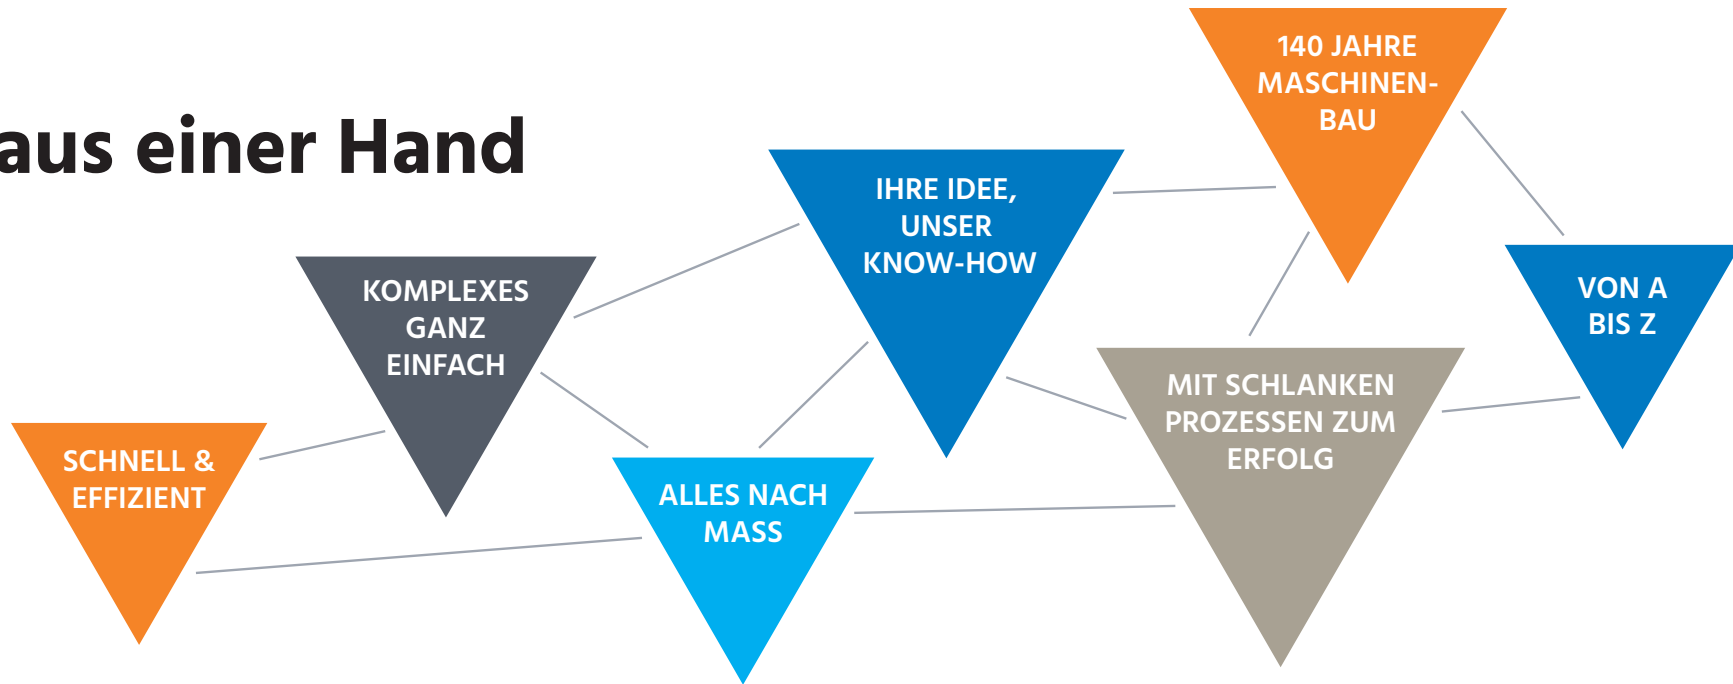 aus einer Hand
140 JAHRE
MASCHINEN-
BAU
IHRE IDEE,
UNSER
KNOW-HOW
KOMPLEXES
GANZ
EINFACH
VON A
BIS Z
MIT SCHLANKEN
PROZESSEN ZUM
ERFOLG
SCHNELL &
EFFIZIENT
ALLES NACH
MASS